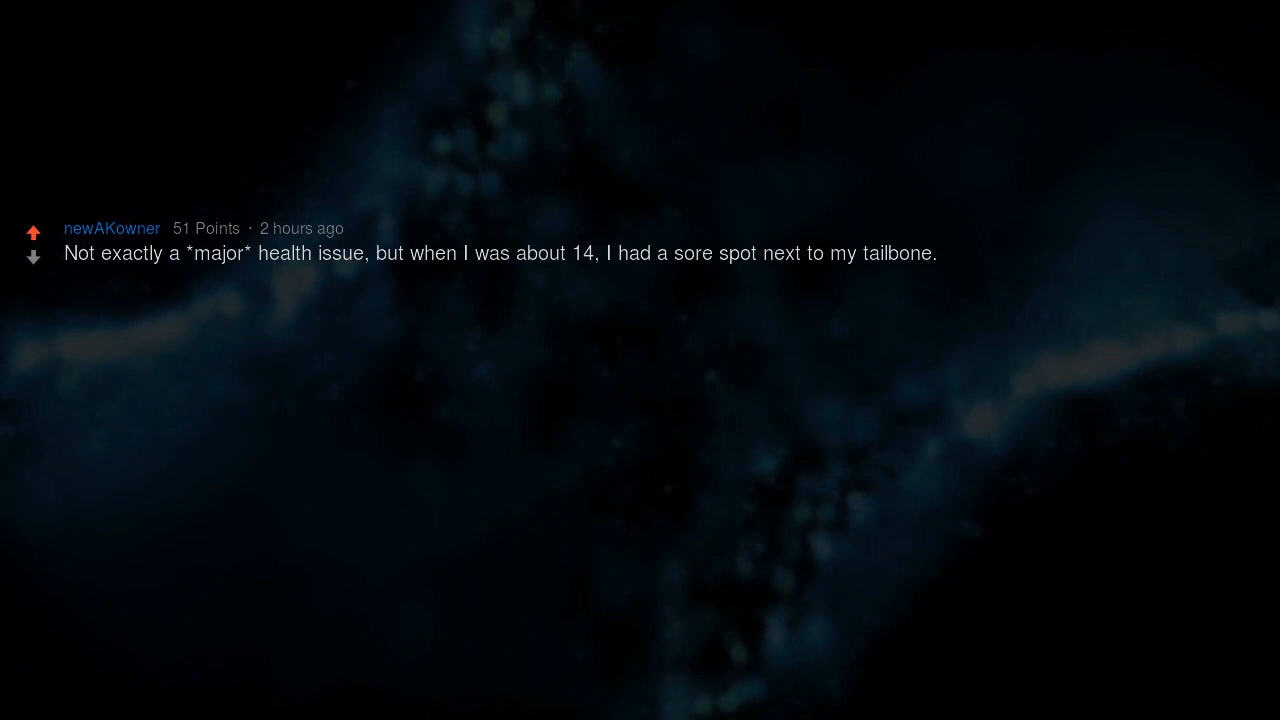 newAKowner 51 Points · 2 hours ago
Not exactly a *major* health issue, but when I was about 14, I had a sore spot next to my tailbone.